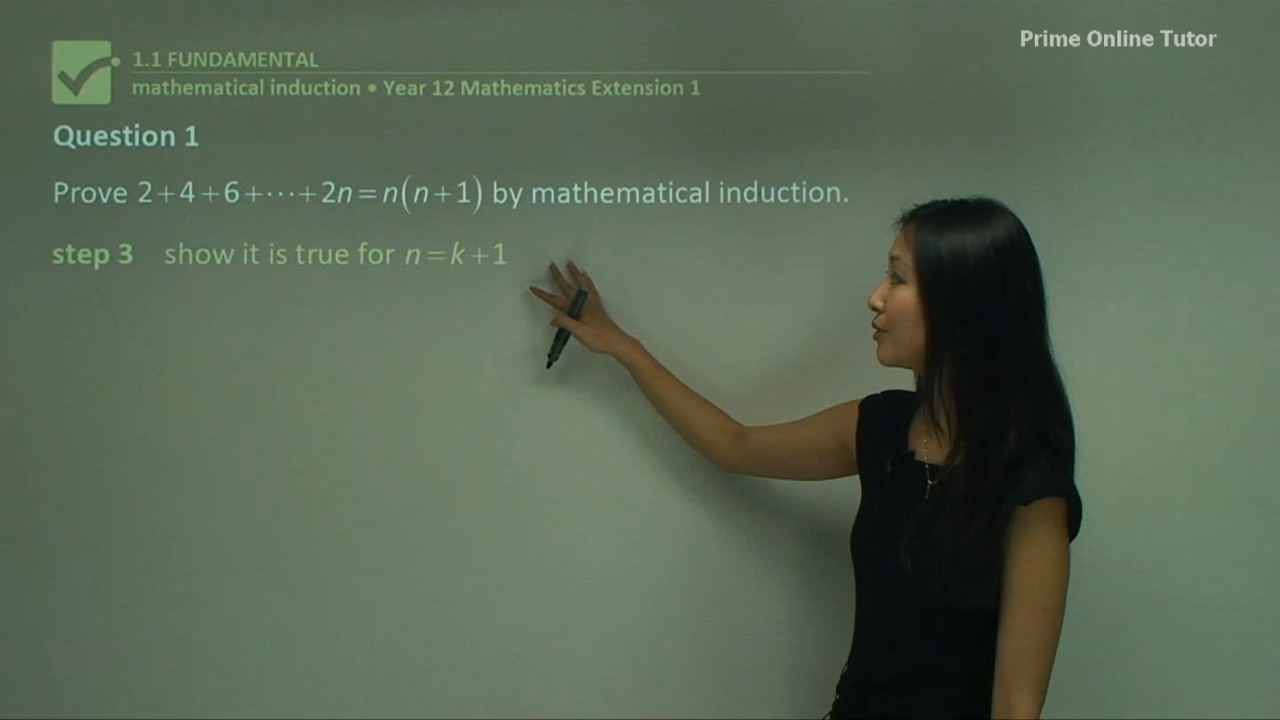 Prime Online Tutor
1.1 FUNDAMENTAL
mathematical induction • Year 12 Mathematics Extension 1
Question 1
Prove 2+4+6+⋯+2n=n(n+1) by mathematical induction.
step 3 show it is true for n=k+1